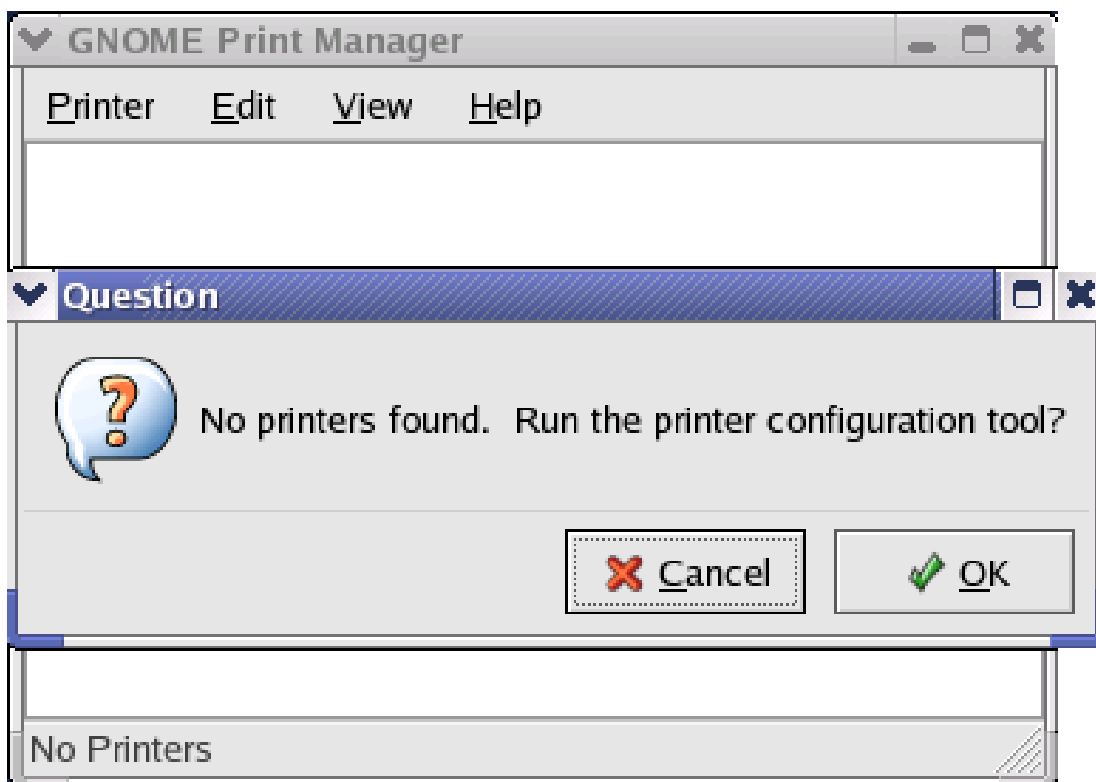 GNOME Print Manager
Printer Edit View Help
Question
?
No printers found. Run the printer configuration tool?
Cancel OK
No Printers